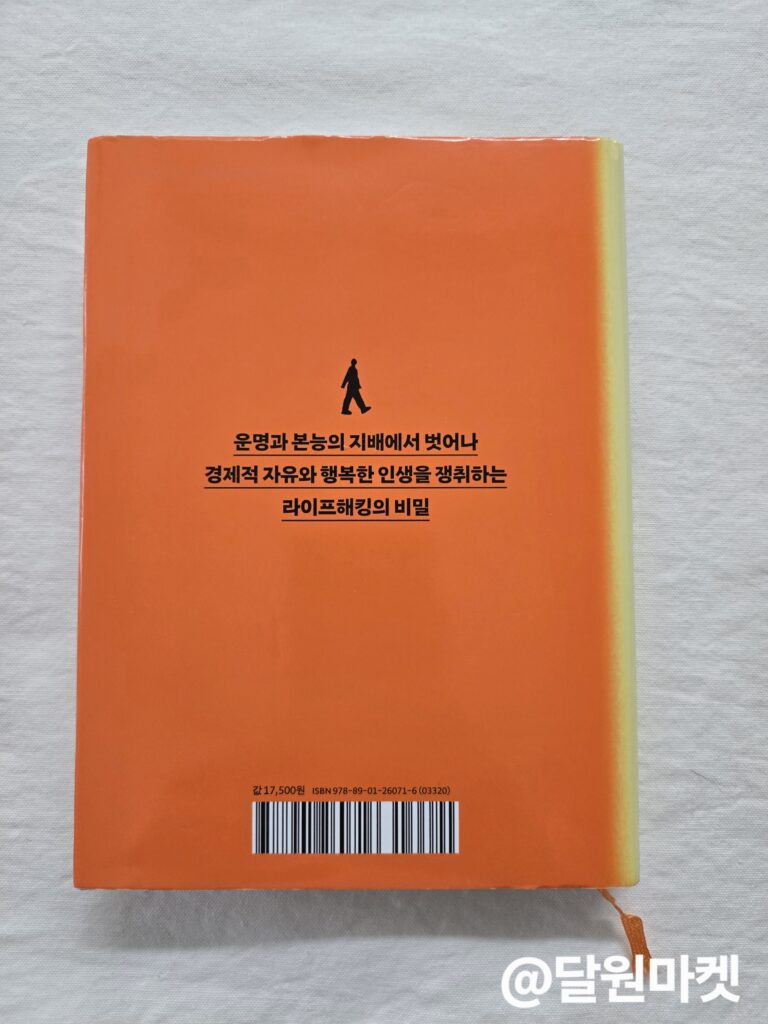 운명과 본능의 지배에서 벗어나
경제적 자유와 행복한 인생을 쟁취하는
라이프해킹의 비밀
값 17,500원 ISBN 978-89-01-26071-6 (03320)
@달원마켓